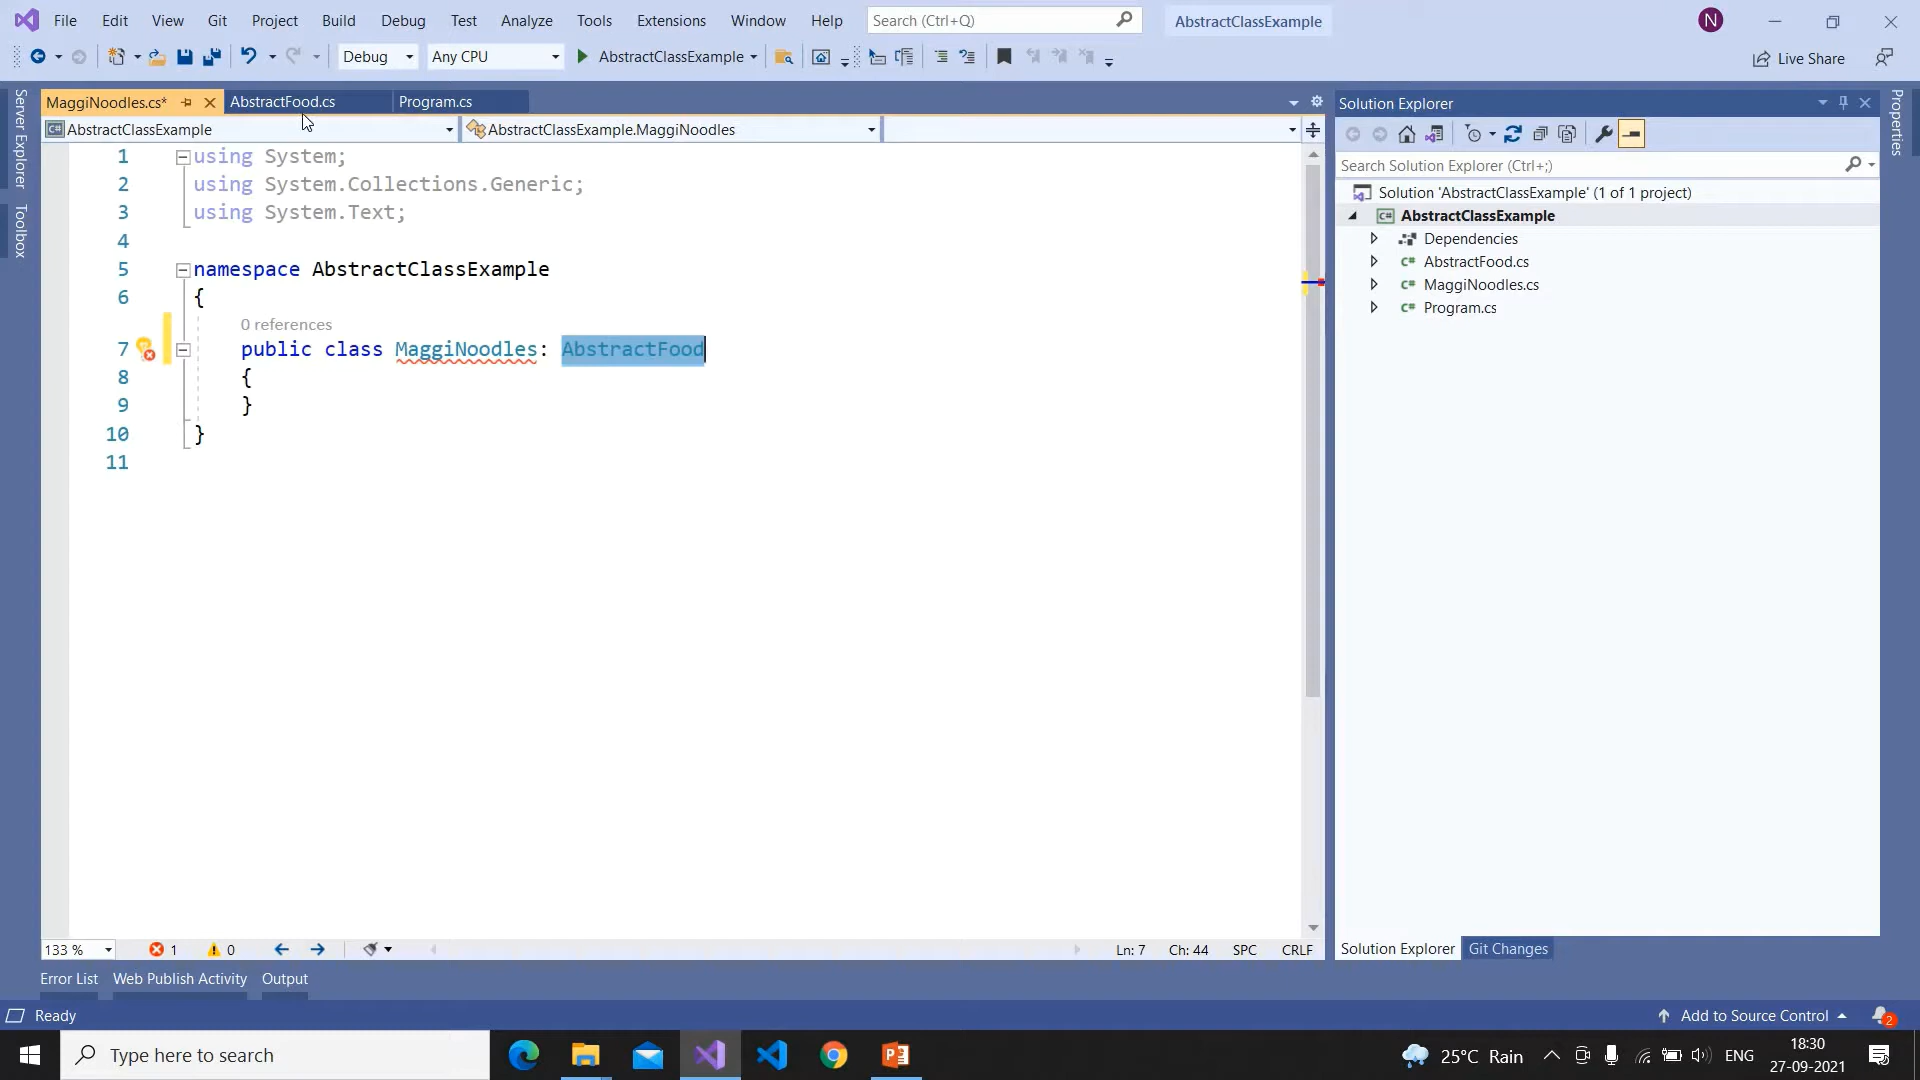 File Edit View Git Project Build Debug Test Analyze Tools Extensions Window Help Search (Ctrl+Q) AbstractClassExample N
Debug Any CPU AbstractClassExample Live Share
MaggiNoodles.cs* AbstractFood.cs Program.cs
AbstractClassExample AbstractClassExample.MaggiNoodles
Server Explorer
Toolbox
1 using System;
2 using System.Collections.Generic;
3 using System.Text;
4
5 namespace AbstractClassExample
6 {
0 references
7 public class MaggiNoodles: AbstractFood
8 {
9 }
10 }
11
133 % 1 0 Ln: 7 Ch: 44 SPC CRLF
Solution Explorer
Search Solution Explorer (Ctrl+;)
Solution 'AbstractClassExample' (1 of 1 project)
C# AbstractClassExample
Dependencies
C# AbstractFood.cs
C# MaggiNoodles.cs
C# Program.cs
Solution Explorer Git Changes
Properties
Error List Web Publish Activity Output
Ready Add to Source Control 2
Type here to search 25°C Rain ENG 18:30
27-09-2021